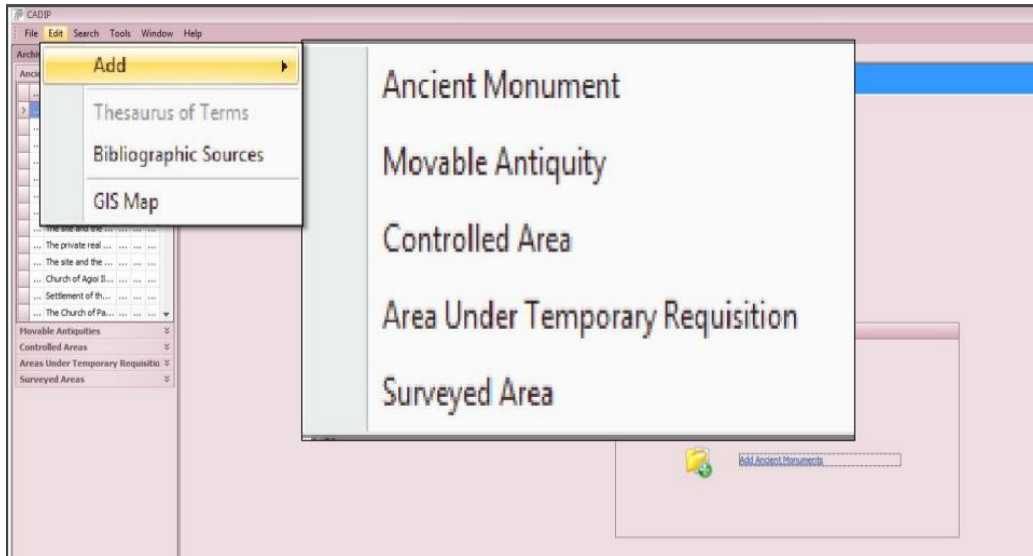 CADIP
File Edit Search Tools Window Help
Add
Thesaurus of Terms
Bibliographic Sources
GIS Map
Ancient Monument
Movable Antiquity
Controlled Area
Area Under Temporary Requisition
Surveyed Area
... The private real ... ... ... ...
... The site and the ... ... ... ...
... Church of Agioi Il... ... ... ...
... Settlement of th... ... ... ...
... The Church of Pa... ... ... ...
Movable Antiquities
Controlled Areas
Areas Under Temporary Requisitio
Surveyed Areas
Add Ancient Monuments